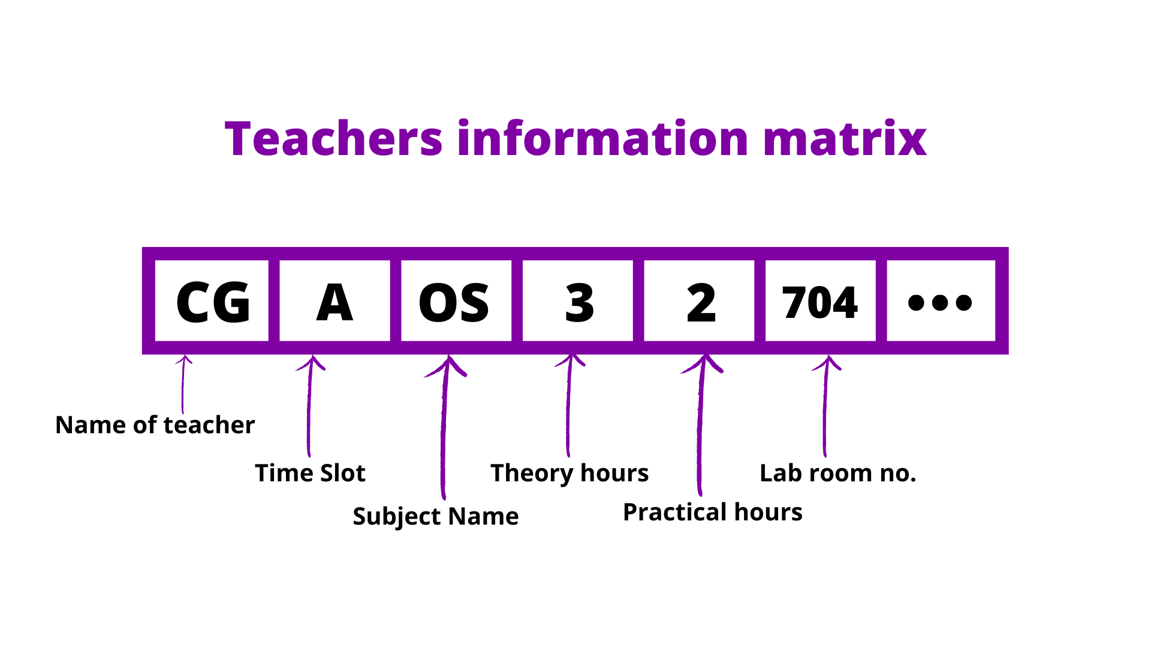 Teachers information matrix
CG A OS 3 2 704 •••
Name of teacher
Time Slot Theory hours Lab room no.
Subject Name Practical hours